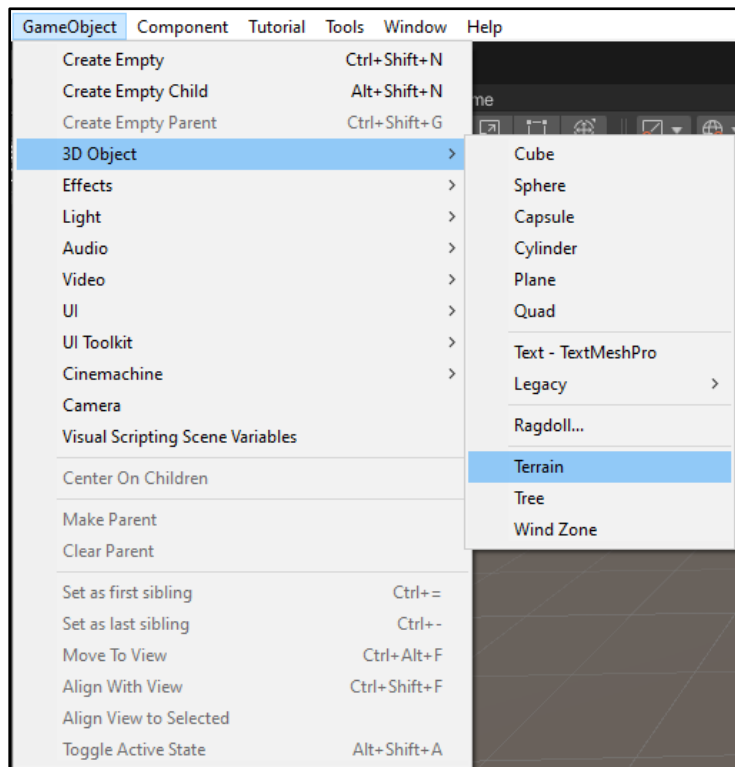 GameObject Component Tutorial Tools Window Help
Create Empty Ctrl+Shift+N
Create Empty Child Alt+Shift+N
Create Empty Parent Ctrl+Shift+G
3D Object
Effects
Light
Audio
Video
UI
UI Toolkit
Cinemachine
Camera
Visual Scripting Scene Variables
Center On Children
Make Parent
Clear Parent
Set as first sibling Ctrl+=
Set as last sibling Ctrl+-
Move To View Ctrl+Alt+F
Align With View Ctrl+Shift+F
Align View to Selected
Toggle Active State Alt+Shift+A
me
Cube
Sphere
Capsule
Cylinder
Plane
Quad
Text - TextMeshPro
Legacy
Ragdoll...
Terrain
Tree
Wind Zone